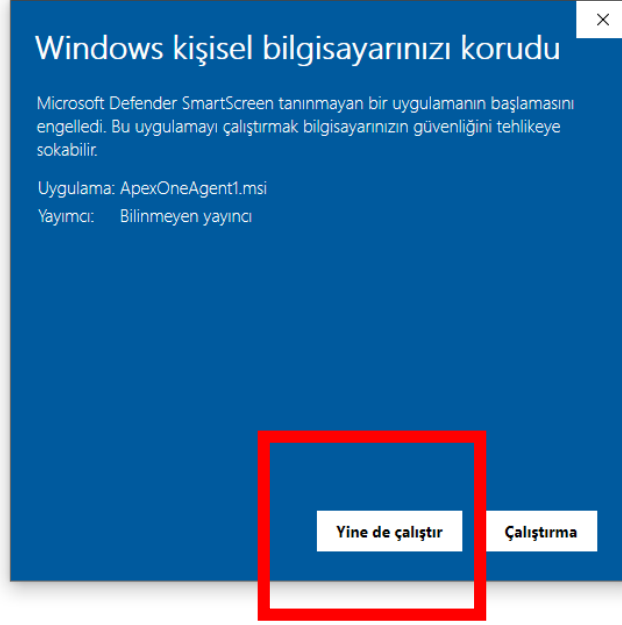 Windows kişisel bilgisayarınızı korudu
Microsoft Defender SmartScreen tanınmayan bir uygulamanın başlamasını
engelledi. Bu uygulamayı çalıştırmak bilgisayarınızın güvenliğini tehlikeye
sokabilir.
Uygulama: ApexOneAgent1.msi
Yayımcı: Bilinmeyen yayıncı
Yine de çalıştır
Çalıştırma